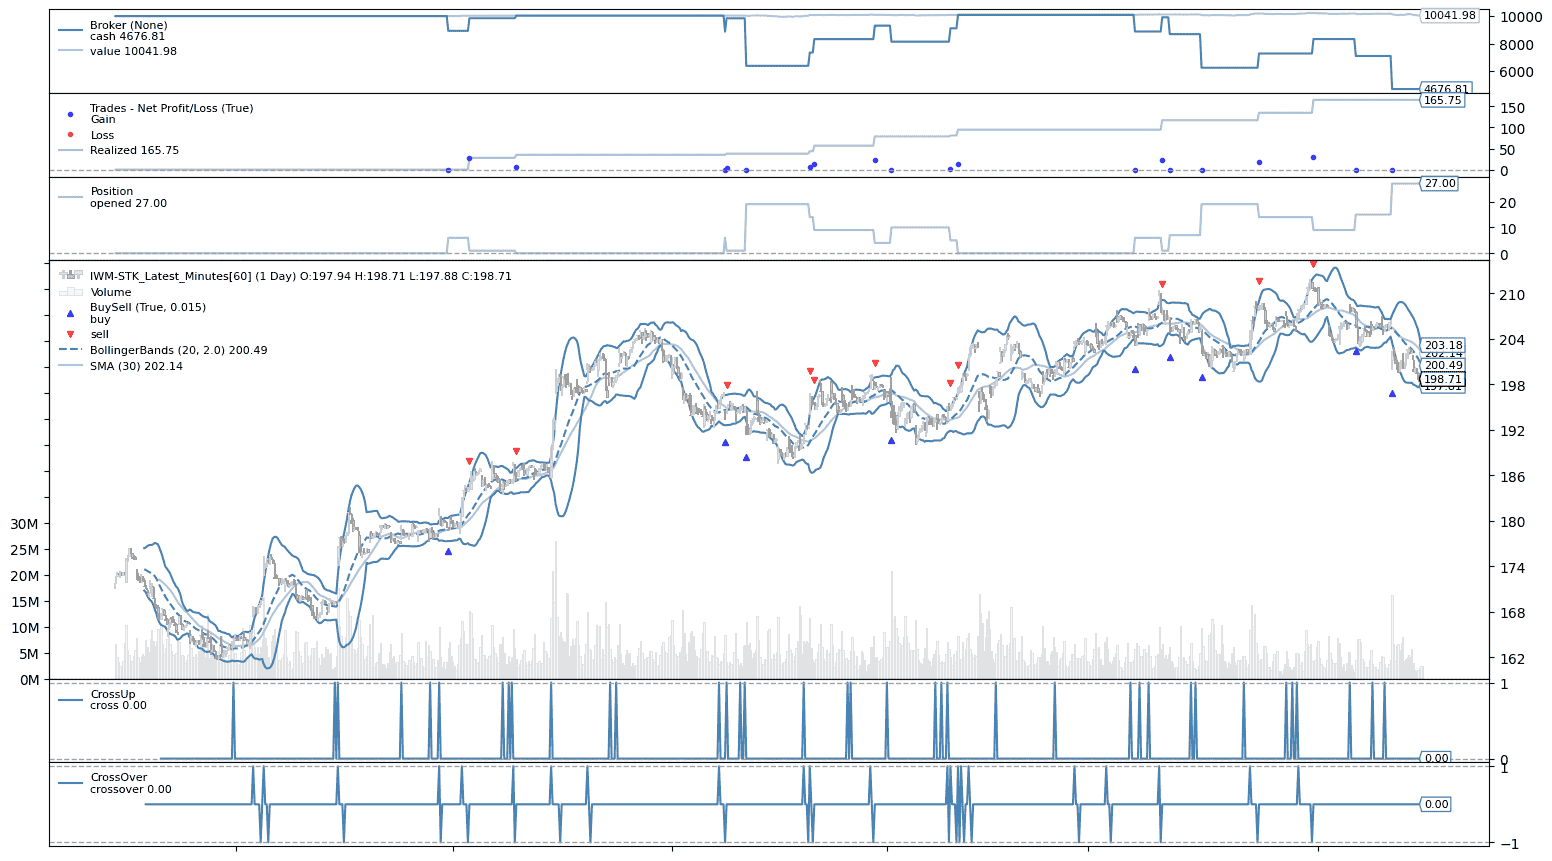 Broker (None)
cash 4676.81
value 10041.98
10041.98
10000
8000
6000
4676.81
Trades - Net Profit/Loss (True)
Gain
Loss
Realized 165.75
165.75
150
100
50
0
Position
opened 27.00
27.00
20
10
0
IWM-STK_Latest_Minutes[60] (1 Day) O:197.94 H:198.71 L:197.88 C:198.71
Volume
BuySell (True, 0.015)
buy
sell
BollingerBands (20, 2.0) 200.49
SMA (30) 202.14
210
204
203.18
202.14
200.49
198.71
198
192
186
180
174
168
162
30M
25M
20M
15M
10M
5M
0M
CrossUp
cross 0.00
1
0.00
0
CrossOver
crossover 0.00
1
0.00
−1